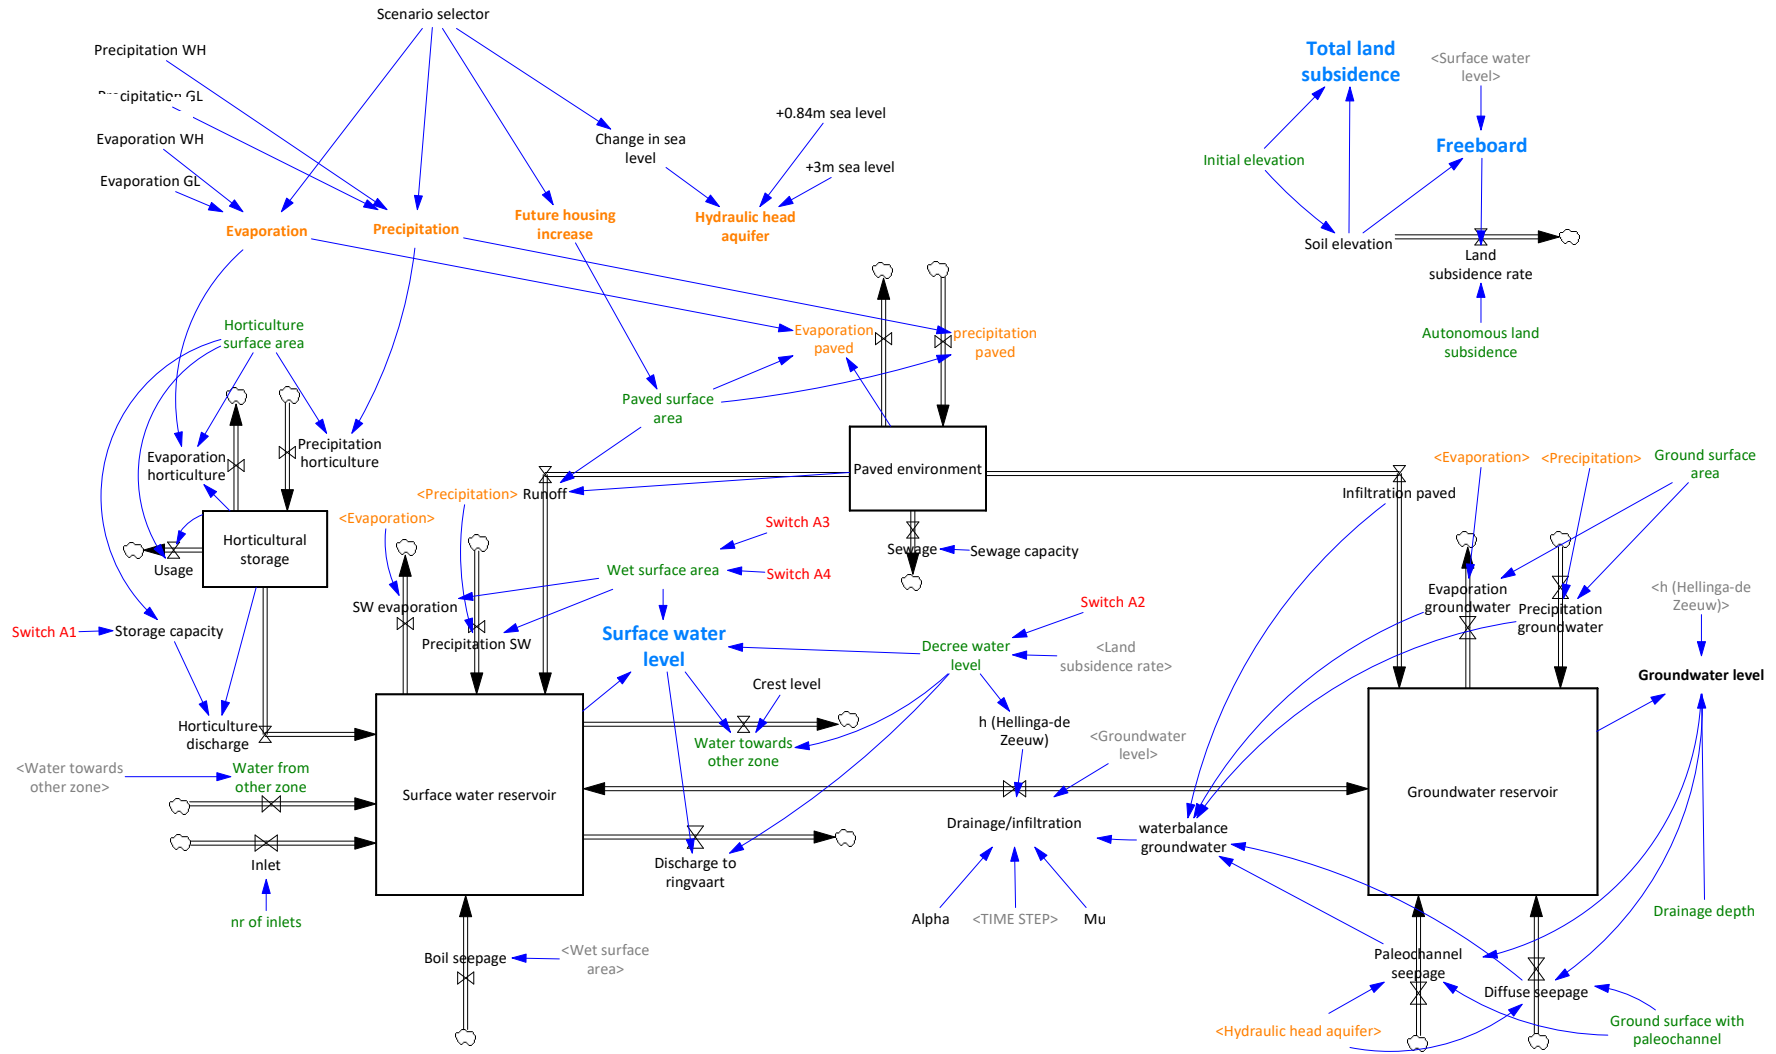 Scenario selector
Precipitation WH
Precipitation GL
Evaporation WH
Evaporation GL
Change in sea
level
+0.84m sea level
+3m sea level
Evaporation
Precipitation
Future housing
increase
Hydraulic head
aquifer
Total land
subsidence
<Surface water
level>
Freeboard
Initial elevation
Soil elevation
Land
subsidence rate
Autonomous land
subsidence
Horticulture
surface area
Evaporation
paved
precipitation
paved
Paved surface
area
Evaporation
horticulture
Precipitation
horticulture
Paved environment
Runoff
Infiltration paved
<Evaporation>
<Precipitation>
Ground surface
area
<Precipitation>
<Evaporation>
Horticultural
storage
Usage
Switch A3
Wet surface area
Switch A4
Sewage
Sewage capacity
SW evaporation
Precipitation SW
Switch A1
Storage capacity
Surface water
level
Switch A2
Decree water
level
<Land
subsidence rate>
Evaporation
groundwater
Precipitation
groundwater
<h (Hellinga-de
Zeeuw)>
Groundwater level
Crest level
Horticulture
discharge
Water towards
other zone
h (Hellinga-de
Zeeuw)
<Groundwater
level>
<Water towards
other zone>
Water from
other zone
Surface water reservoir
Groundwater reservoir
Inlet
nr of inlets
Discharge to
ringvaart
Drainage/infiltration
waterbalance
groundwater
Alpha
<TIME STEP>
Mu
Drainage depth
Boil seepage
<Wet surface
area>
Paleochannel
seepage
Diffuse seepage
<Hydraulic head aquifer>
Ground surface with
paleochannel